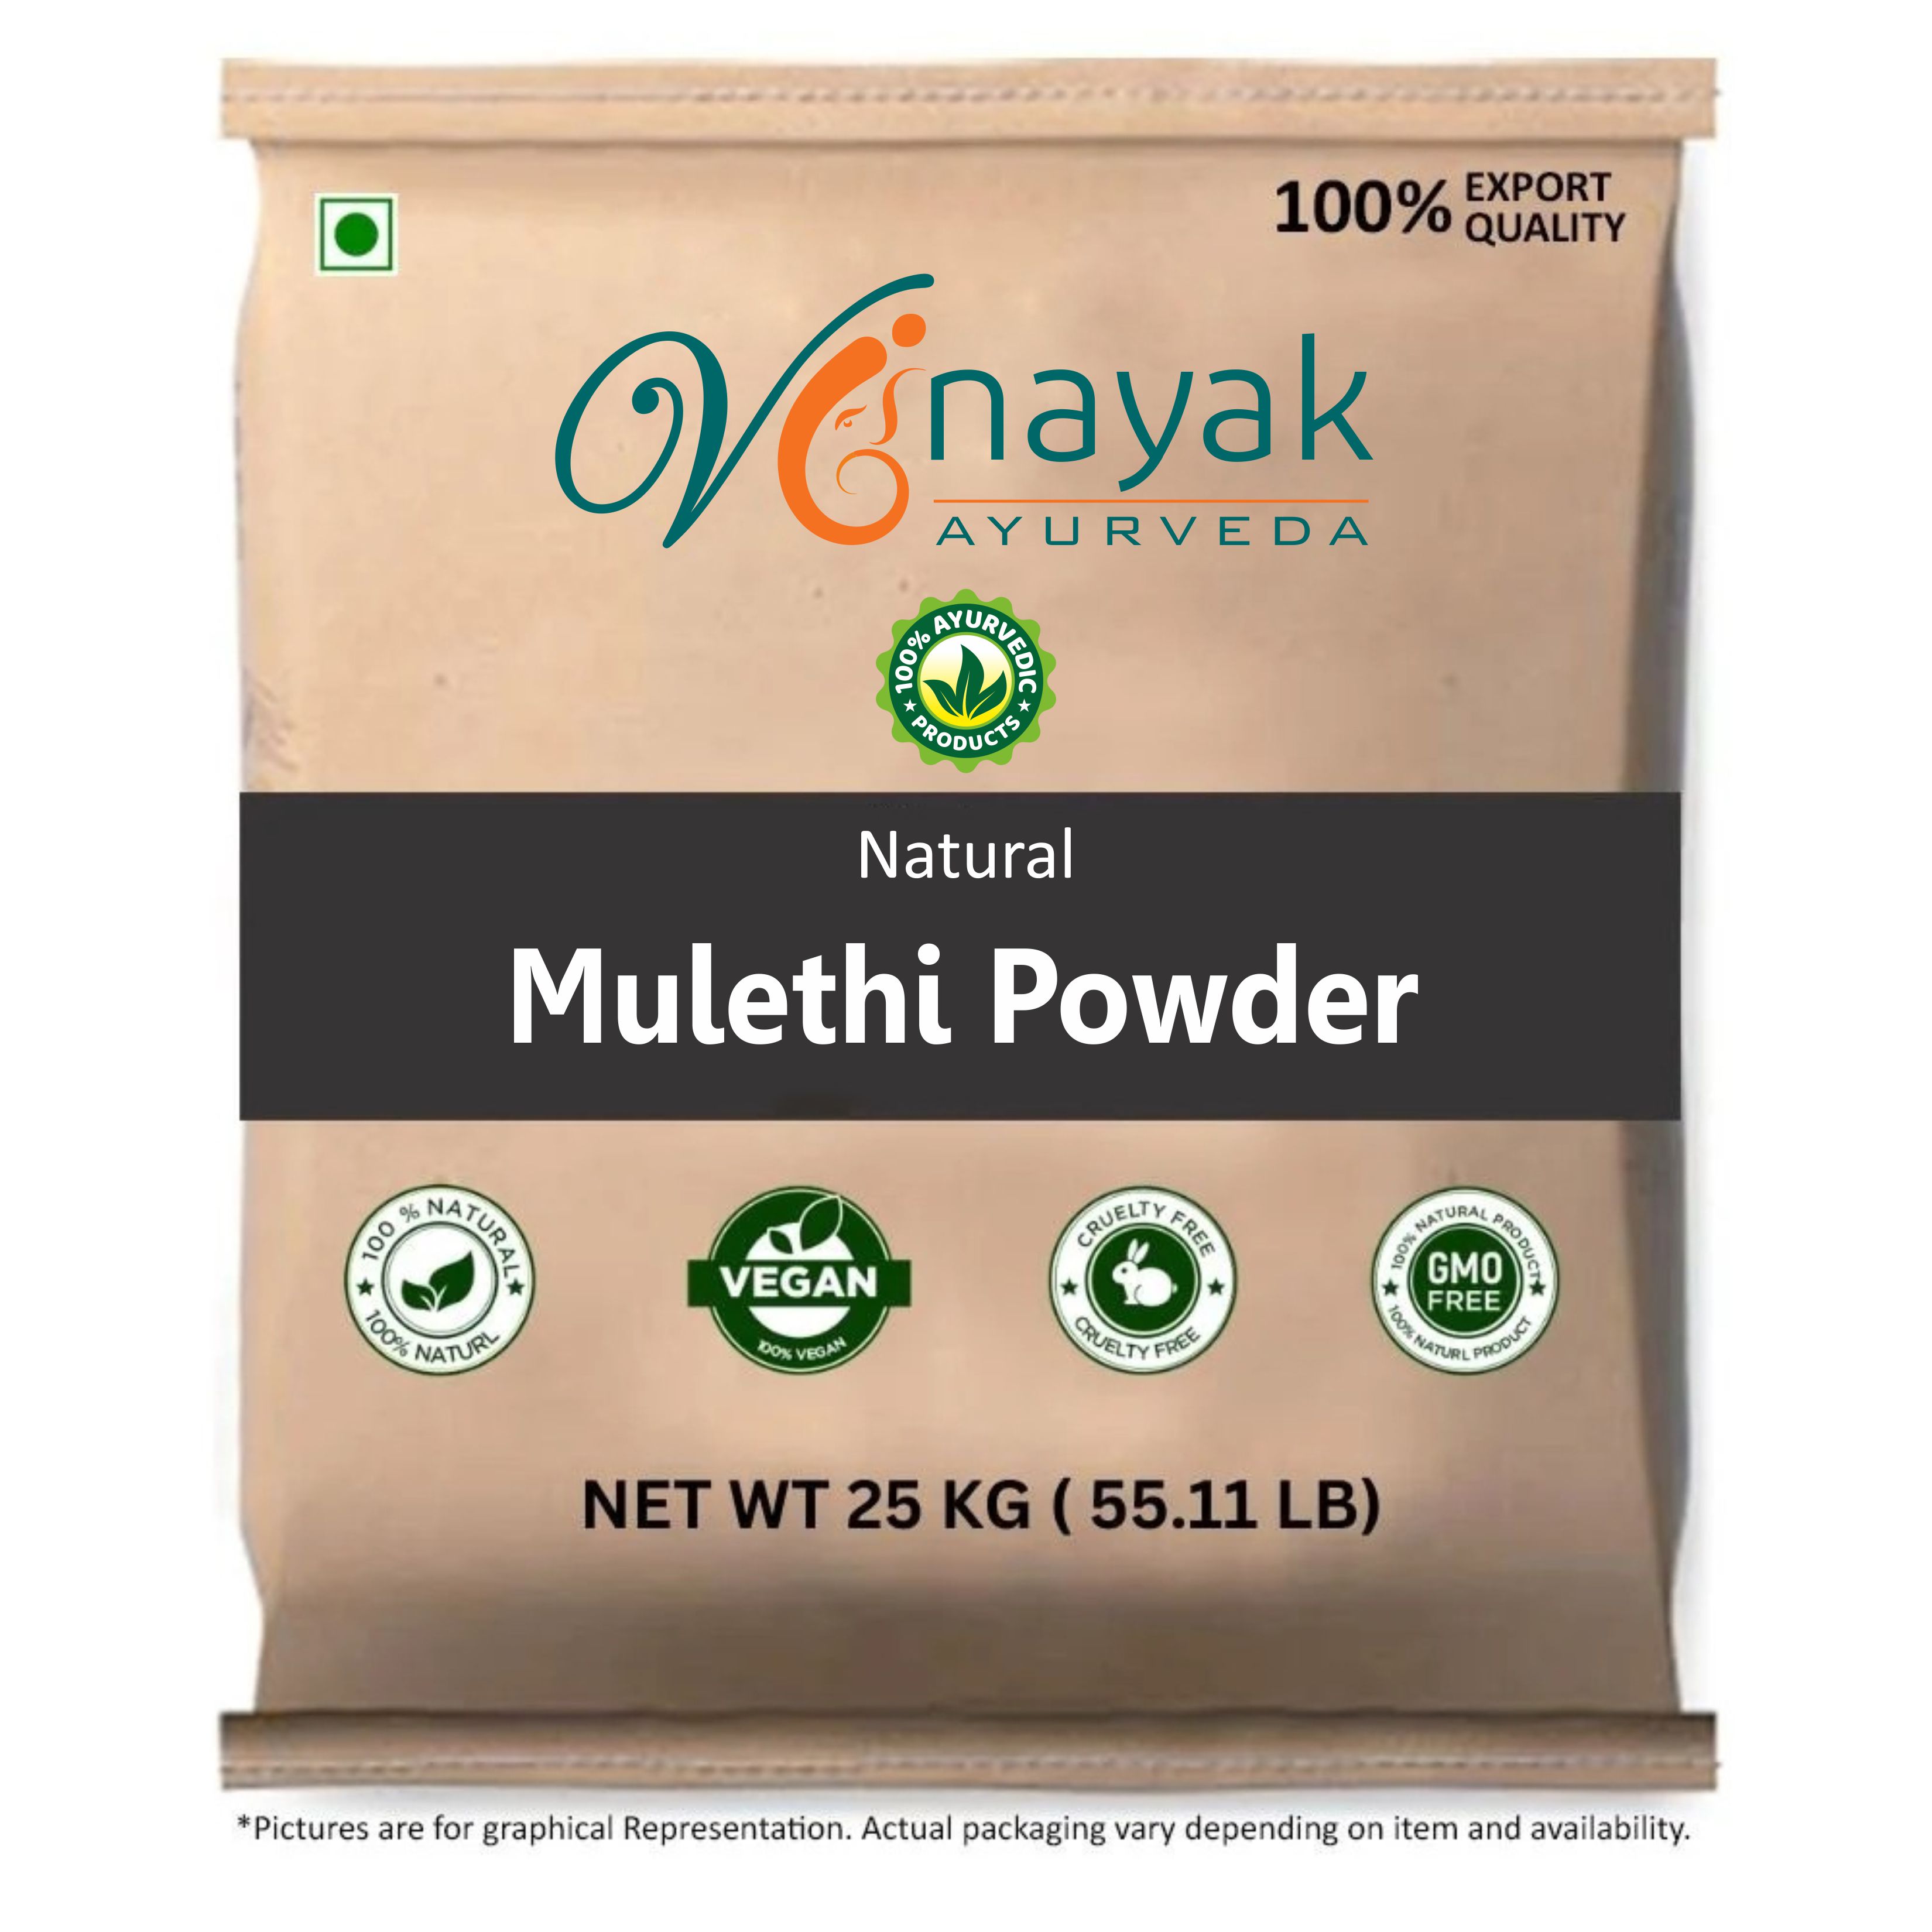 100% EXPORT
QUALITY
Vinayak
AYURVEDA
100% AYURVEDIC
PRODUCTS
Natural
Mulethi Powder
100 % NATURAL
100% NATURL
VEGAN
100% VEGAN
CRUELTY FREE
CRUELTY FREE
100% NATURAL PRODUCT
GMO
FREE
100% NATURL PRODUCT
NET WT 25 KG ( 55.11 LB)
*Pictures are for graphical Representation. Actual packaging vary depending on item and availability.